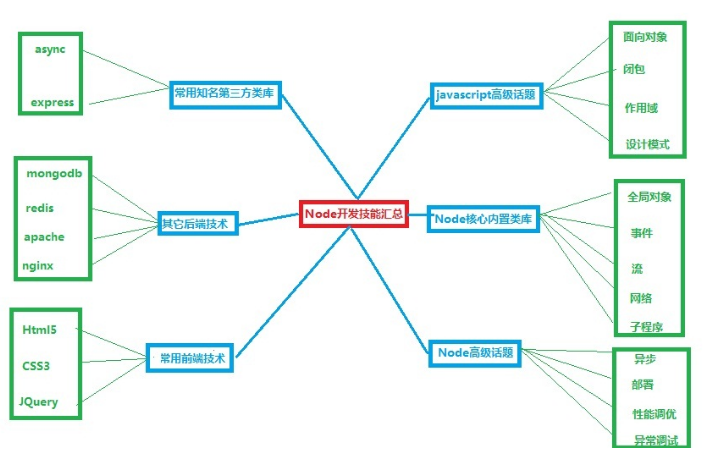 async
express
常用知名第三方类库
javascript高级话题
面向对象
闭包
作用域
设计模式
mongodb
redis
apache
nginx
其它后端技术
Node开发技能汇总
Node核心内置类库
全局对象
事件
流
网络
子程序
Html5
CSS3
JQuery
常用前端技术
Node高级话题
异步
部署
性能调优
异常调试